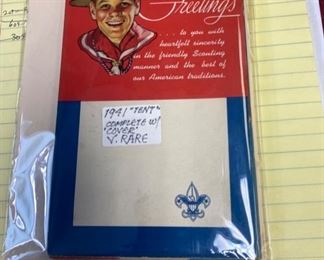 Greetings
... to you with
heartfelt sincerity
in the friendly Scouting
manner and the best of
our American traditions.
1941 "TENT"
COMPLETE W/
"COVER"
V. RARE